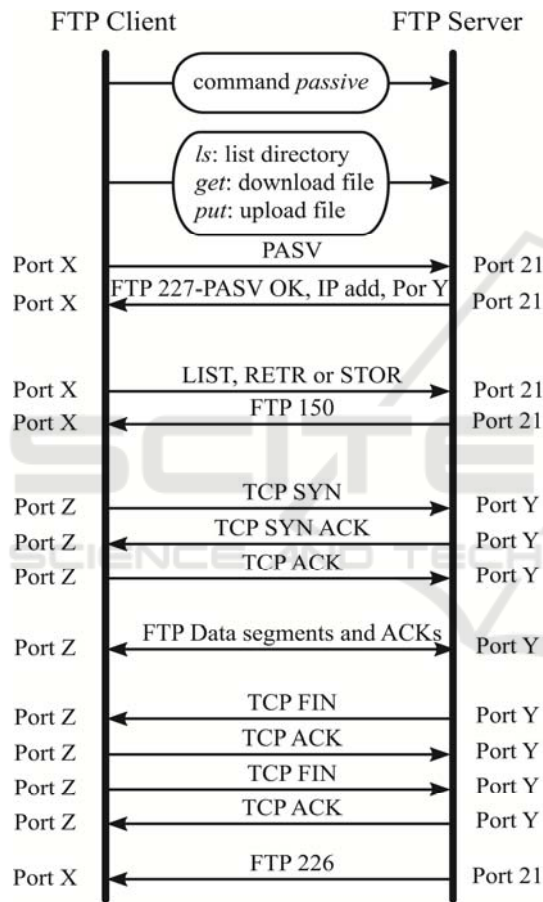 FTP Client FTP Server
command passive
ls: list directory
get: download file
put: upload file
PASV
Port X Port 21
FTP 227-PASV OK, IP add, Por Y
Port X Port 21
LIST, RETR or STOR
Port X Port 21
FTP 150
Port X Port 21
TCP SYN
Port Z Port Y
TCP SYN ACK
Port Z Port Y
TCP ACK
Port Z Port Y
FTP Data segments and ACKs
Port Z Port Y
TCP FIN
Port Z Port Y
TCP ACK
Port Z Port Y
TCP FIN
Port Z Port Y
TCP ACK
Port Z Port Y
FTP 226
Port X Port 21
SCITE
SCIENCE AND TECH